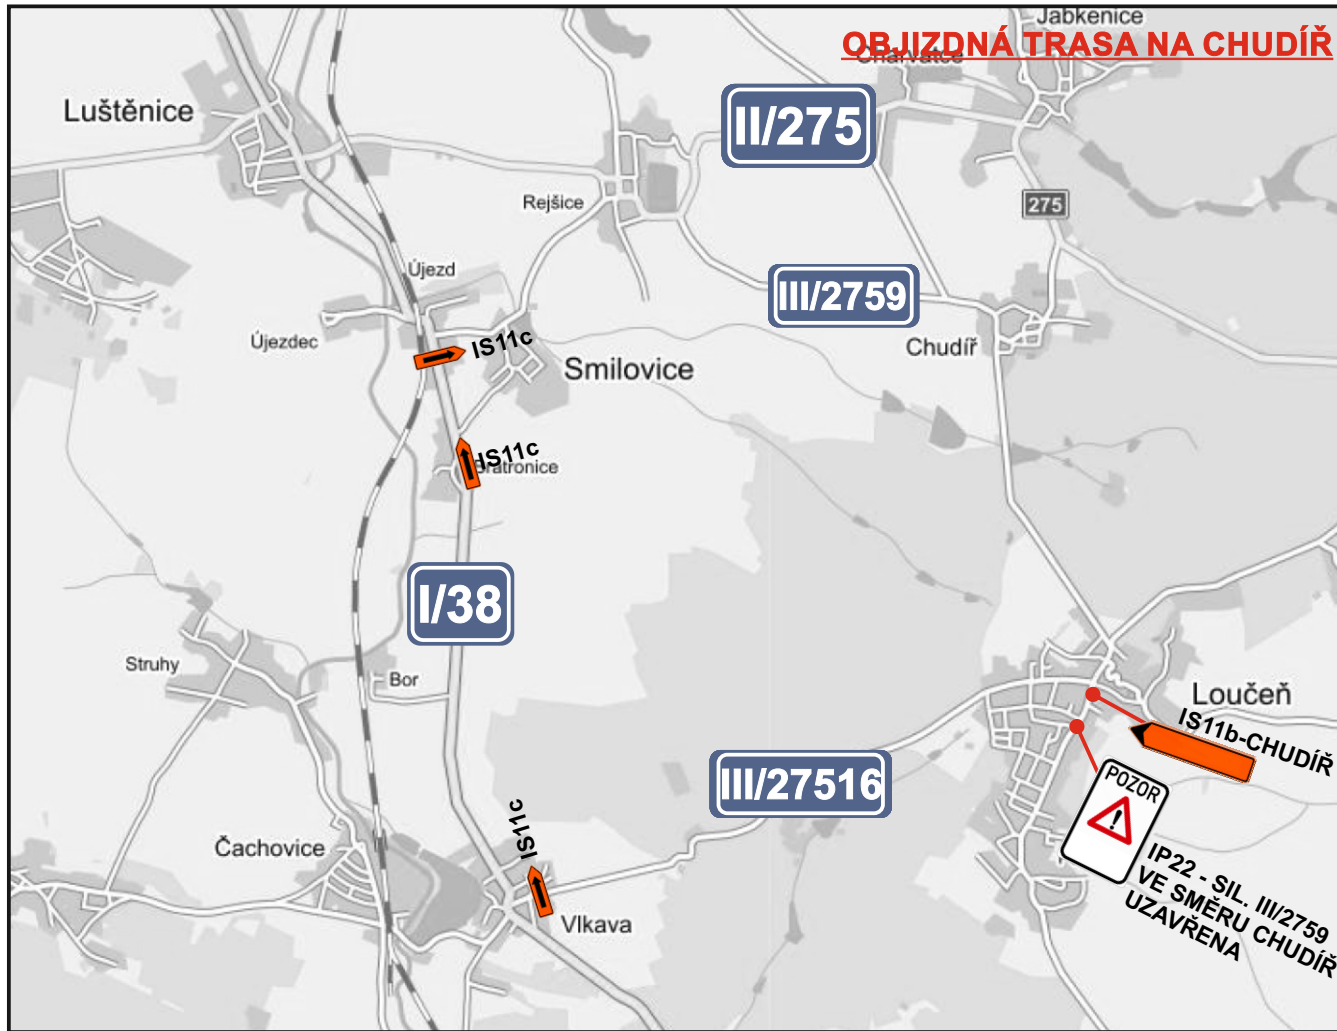 Jabkenice
OBJIZDNÁ TRASA NA CHUDÍŘ
Charvatce
Luštěnice
II/275
Rejšice
275
Újezd
III/2759
Újezdec
IS11c
Chudíř
Smilovice
IS11c
Bratronice
I/38
Struhy
Bor
Loučeň
IS11b-CHUDÍŘ
III/27516
POZOR
!
IS11c
Čachovice
IP22 - SIL. III/2759
VE SMĚRU CHUDÍŘ
UZAVŘENA
Vlkava